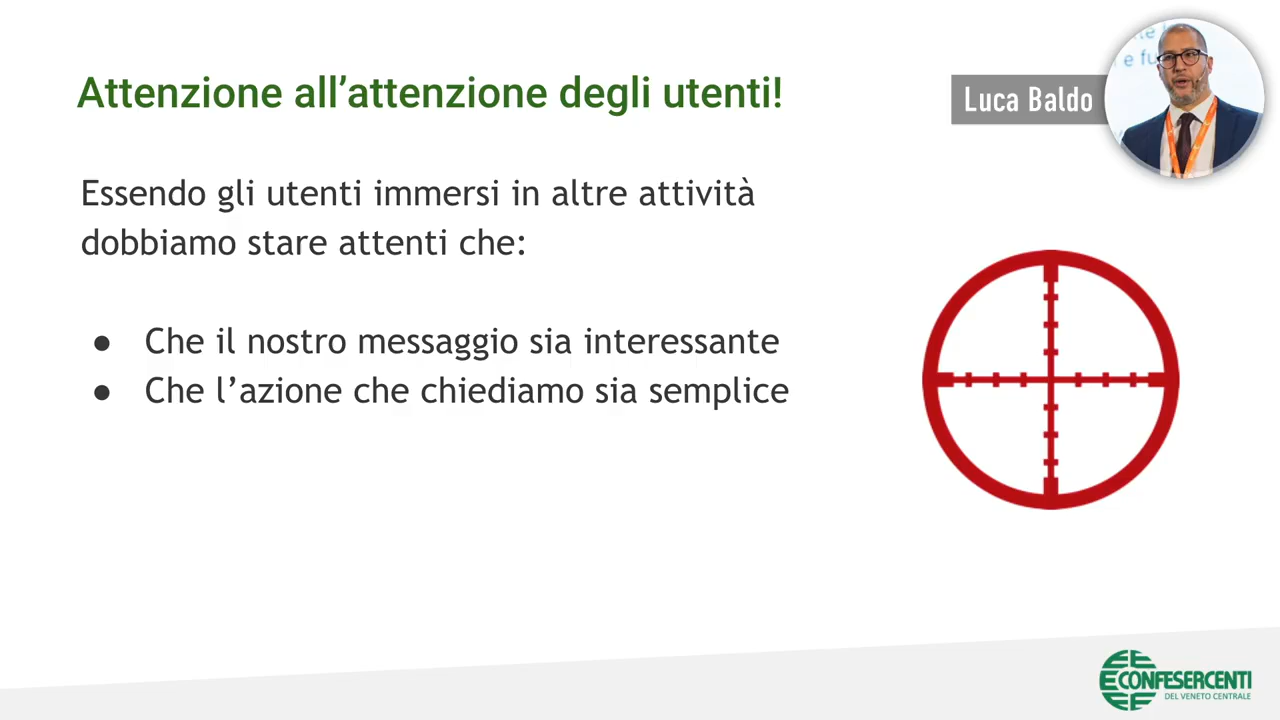 Attenzione all’attenzione degli utenti!
Luca Baldo
Essendo gli utenti immersi in altre attività
dobbiamo stare attenti che:
● Che il nostro messaggio sia interessante
● Che l’azione che chiediamo sia semplice
CONFESERCENTI
DEL VENETO CENTRALE